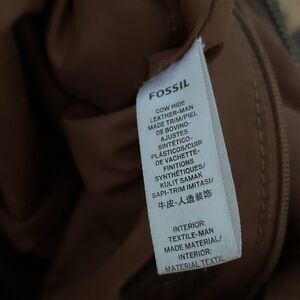 FOSSIL
COW HIDE
LEATHER-MAN
MADE TRIM/PIEL
DE BOVINO-
AJUSTES
SINTÉTICO-
PLÁSTICOS/CUIR
DE VACHETTE-
FINITIONS
SYNTHÉTIQUES/
KULIT SAMAK
SAPI-TRIM IMITASI/
牛皮-人造装饰
INTERIOR:
TEXTILE-MAN
MADE MATERIAL/
INTERIOR:
MATERIAL TEXTIL